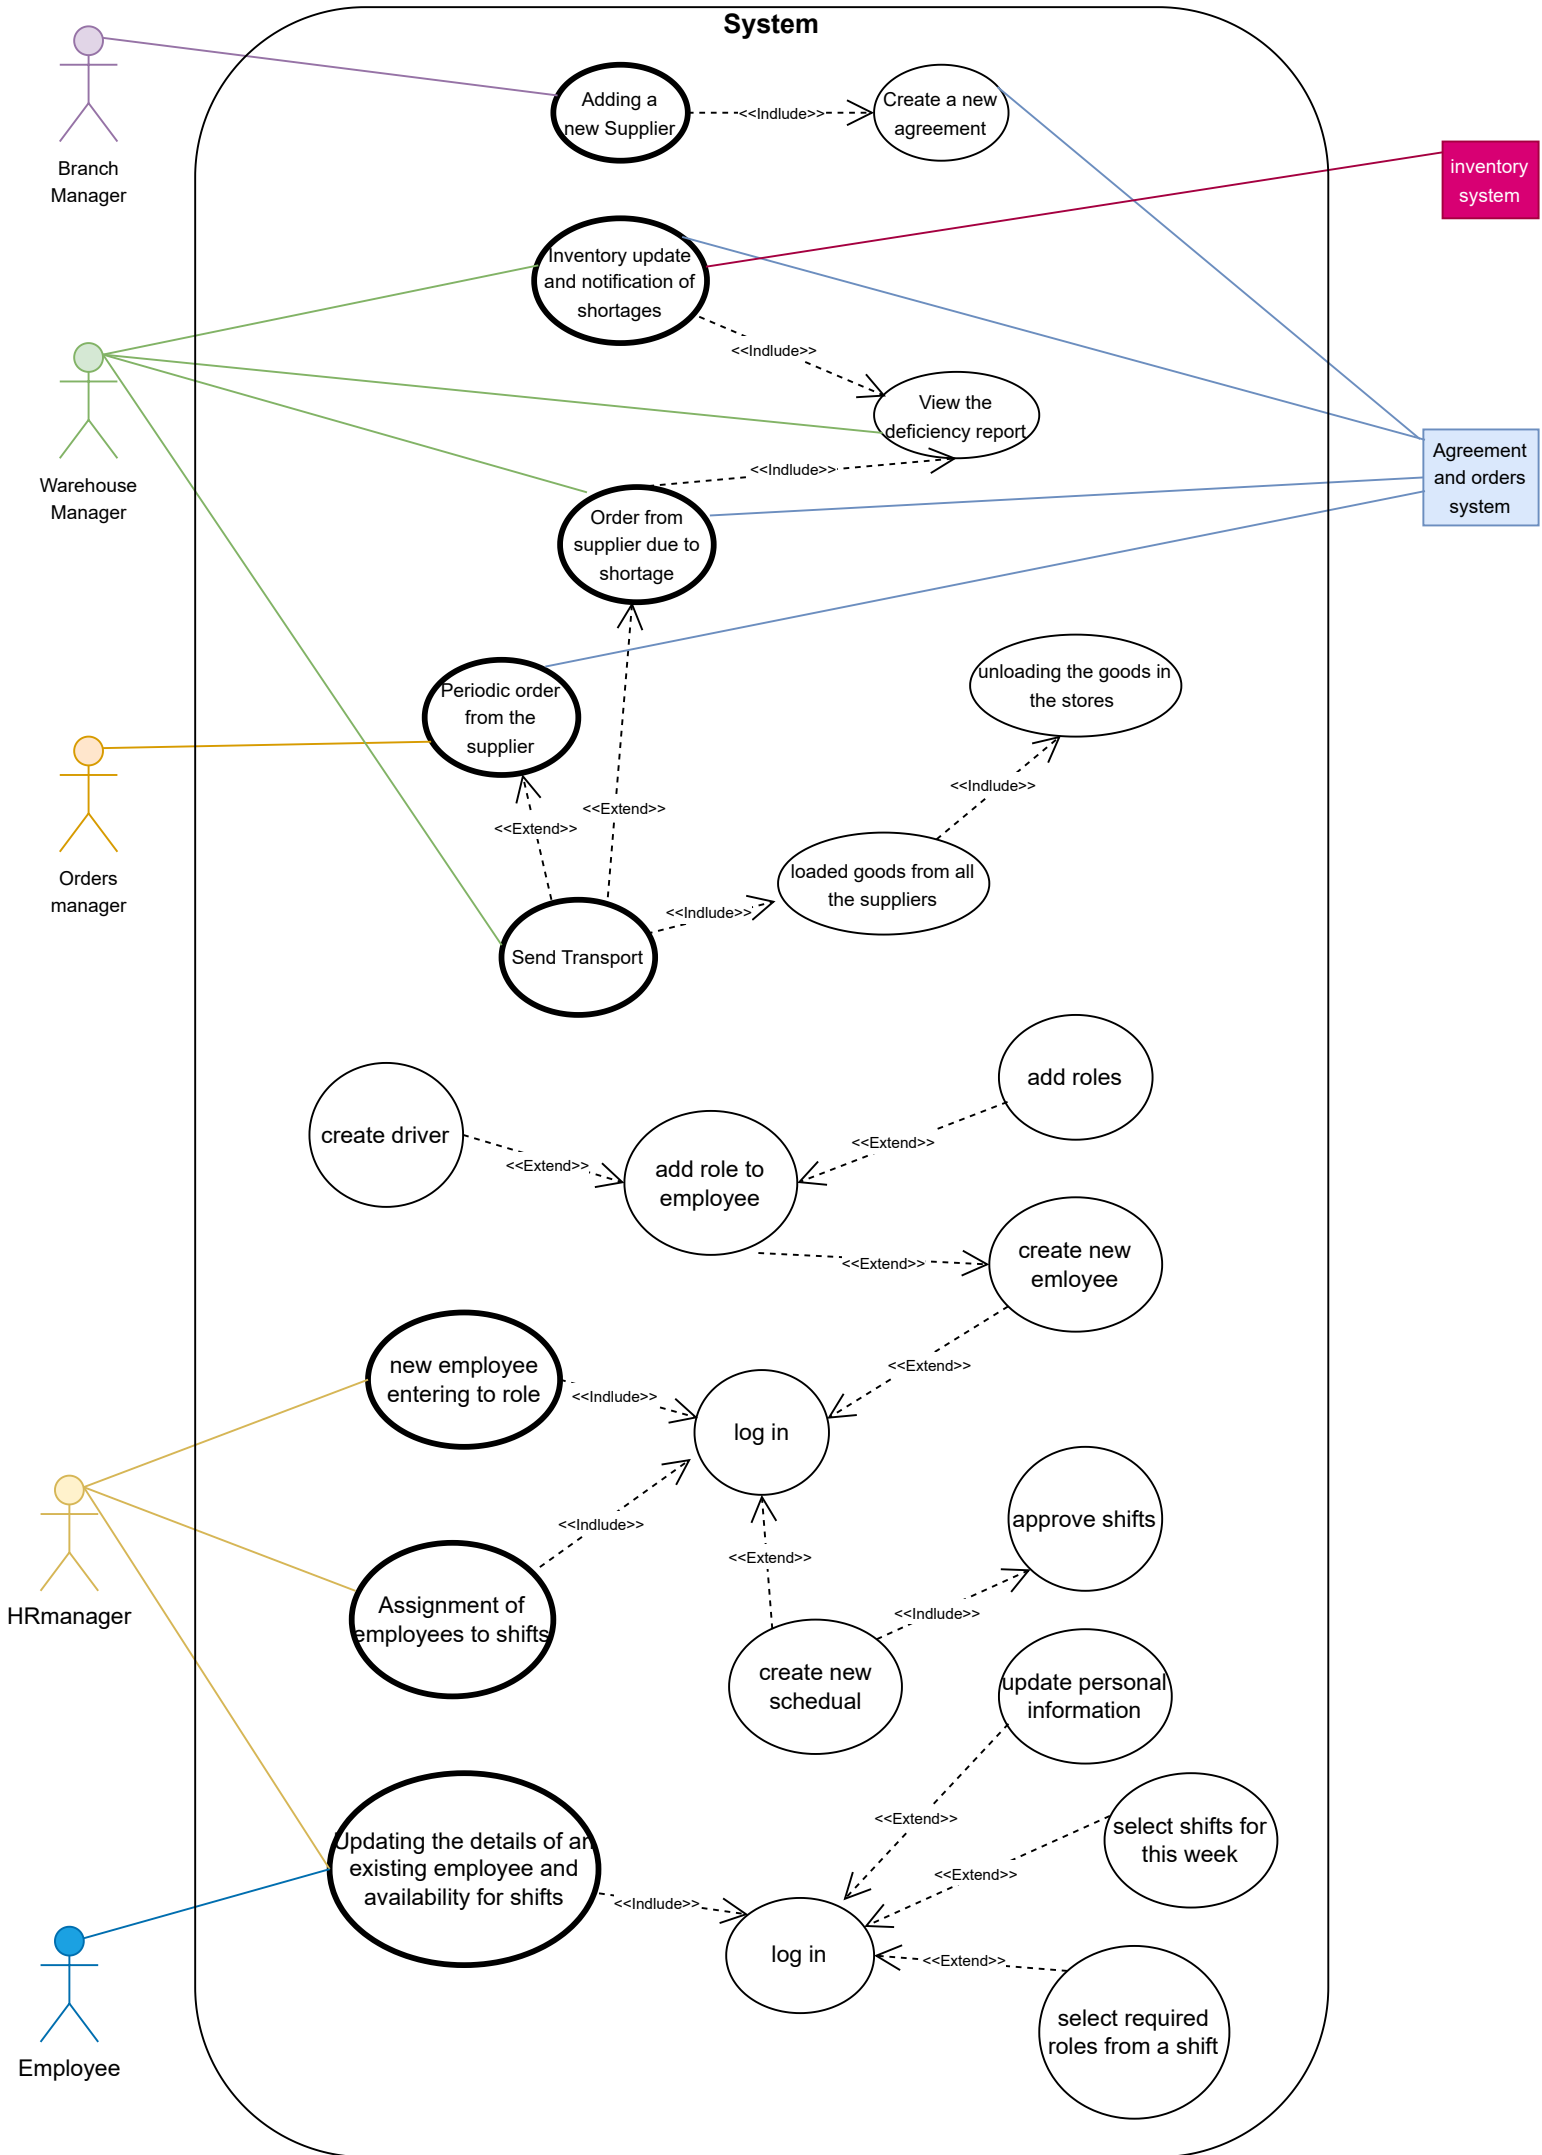 System
Adding a
new Supplier
<<Indlude>>
Create a new
agreement
Branch
Manager
inventory
system
Inventory update
and notification of
shortages
<<Indlude>>
View the
deficiency report
<<Indlude>>
Warehouse
Manager
Agreement
and orders
system
Order from
supplier due to
shortage
Periodic order
from the
supplier
unloading the goods in
the stores
<<Indlude>>
<<Extend>>
<<Extend>>
Orders
manager
loaded goods from all
the suppliers
<<Indlude>>
Send Transport
add roles
create driver
<<Extend>>
<<Extend>>
add role to
employee
create new
emloyee
<<Extend>>
new employee
entering to role
<<Indlude>>
<<Extend>>
log in
<<Indlude>>
approve shifts
<<Extend>>
HRmanager
Assignment of
employees to shifts
<<Indlude>>
create new
schedual
update personal
information
<<Extend>>
select shifts for
this week
Updating the details of an
existing employee and
availability for shifts
<<Indlude>>
<<Extend>>
log in
<<Extend>>
select required
roles from a shift
Employee